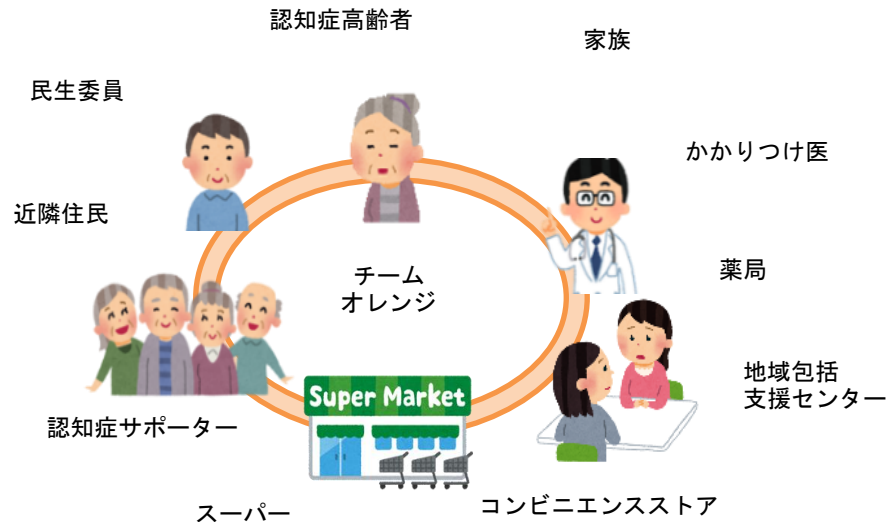 認知症高齢者
家族
民生委員
かかりつけ医
近隣住民
薬局
チーム
オレンジ
地域包括
支援センター
Super Market
認知症サポーター
スーパー
コンビニエンスストア